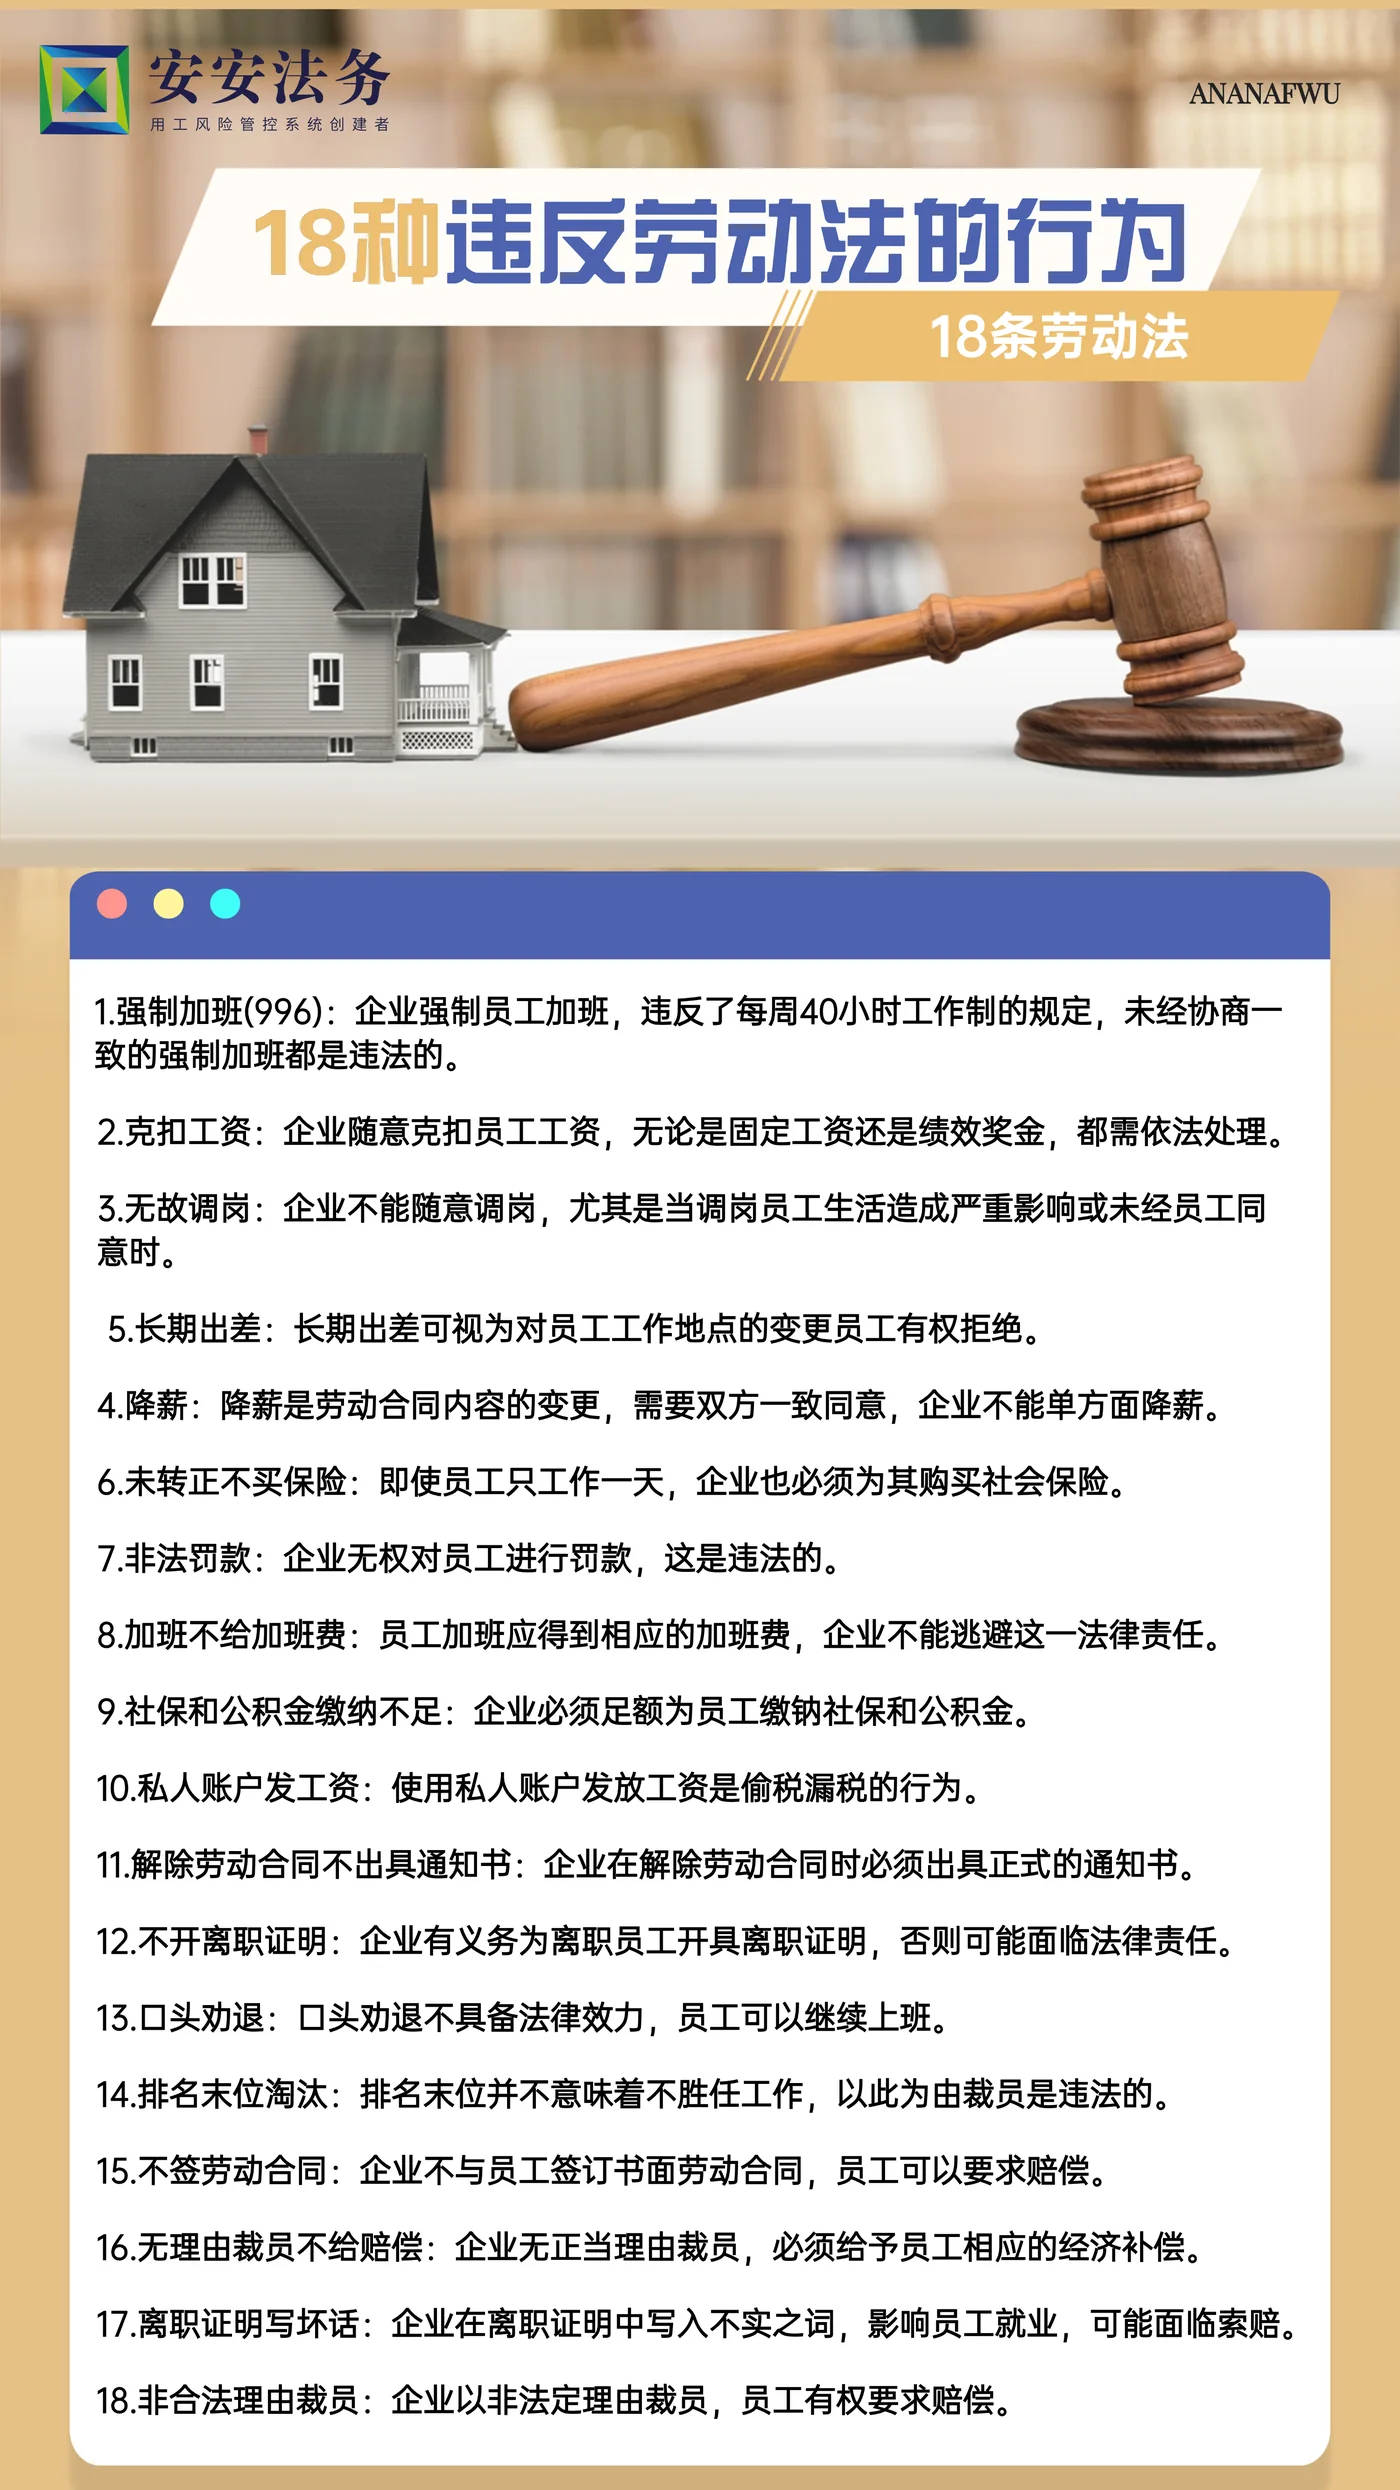 安安法务
用工风险管控系统创建者
ANANAFWU
18种违反劳动法的行为
18条劳动法
1.强制加班(996)：企业强制员工加班，违反了每周40小时工作制的规定，未经协商一
致的强制加班都是违法的。
2.克扣工资：企业随意克扣员工工资，无论是固定工资还是绩效奖金，都需依法处理。
3.无故调岗：企业不能随意调岗，尤其是当调岗员工生活造成严重影响或未经员工同
意时。
5.长期出差：长期出差可视为对员工工作地点的变更员工有权拒绝。
4.降薪：降薪是劳动合同内容的变更，需要双方一致同意，企业不能单方面降薪。
6.未转正不买保险：即使员工只工作一天，企业也必须为其购买社会保险。
7.非法罚款：企业无权对员工进行罚款，这是违法的。
8.加班不给加班费：员工加班应得到相应的加班费，企业不能逃避这一法律责任。
9.社保和公积金缴纳不足：企业必须足额为员工缴钠社保和公积金。
10.私人账户发工资：使用私人账户发放工资是偷税漏税的行为。
11.解除劳动合同不出具通知书：企业在解除劳动合同时必须出具正式的通知书。
12.不开离职证明：企业有义务为离职员工开具离职证明，否则可能面临法律责任。
13.口头劝退：口头劝退不具备法律效力，员工可以继续上班。
14.排名末位淘汰：排名末位并不意味着不胜任工作，以此为由裁员是违法的。
15.不签劳动合同：企业不与员工签订书面劳动合同，员工可以要求赔偿。
16.无理由裁员不给赔偿：企业无正当理由裁员，必须给予员工相应的经济补偿。
17.离职证明写坏话：企业在离职证明中写入不实之词，影响员工就业，可能面临索赔。
18.非合法理由裁员：企业以非法定理由裁员，员工有权要求赔偿。